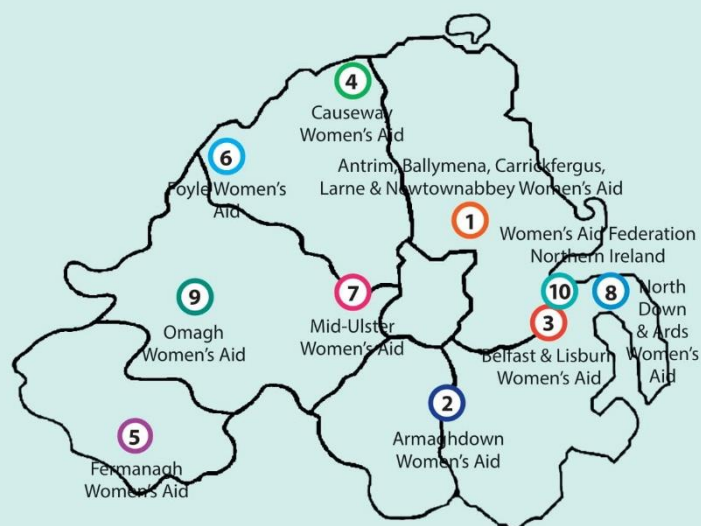 4
Causeway
Women's Aid
6
Foyle Women's
Aid
Antrim, Ballymena, Carrickfergus,
Larne & Newtownabbey Women's Aid
1
Women's Aid Federation
Northern Ireland
10
8
North
Down
& Ards
Women's
Aid
9
Omagh
Women's Aid
7
Mid-Ulster
Women's Aid
3
Belfast & Lisburn
Women's Aid
2
Armaghdown
Women's Aid
5
Fermanagh
Women's Aid